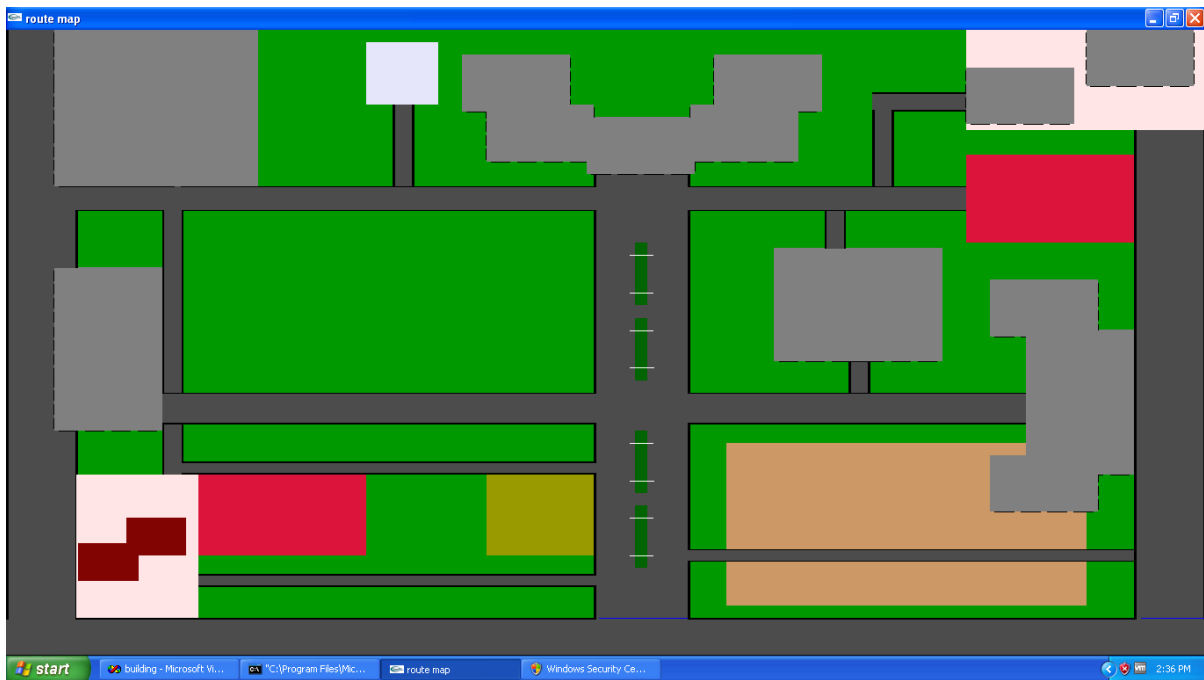 route map
start
building - Microsoft Vi...
"C:\Program Files\Mic...
route map
Windows Security Ce...
2:36 PM